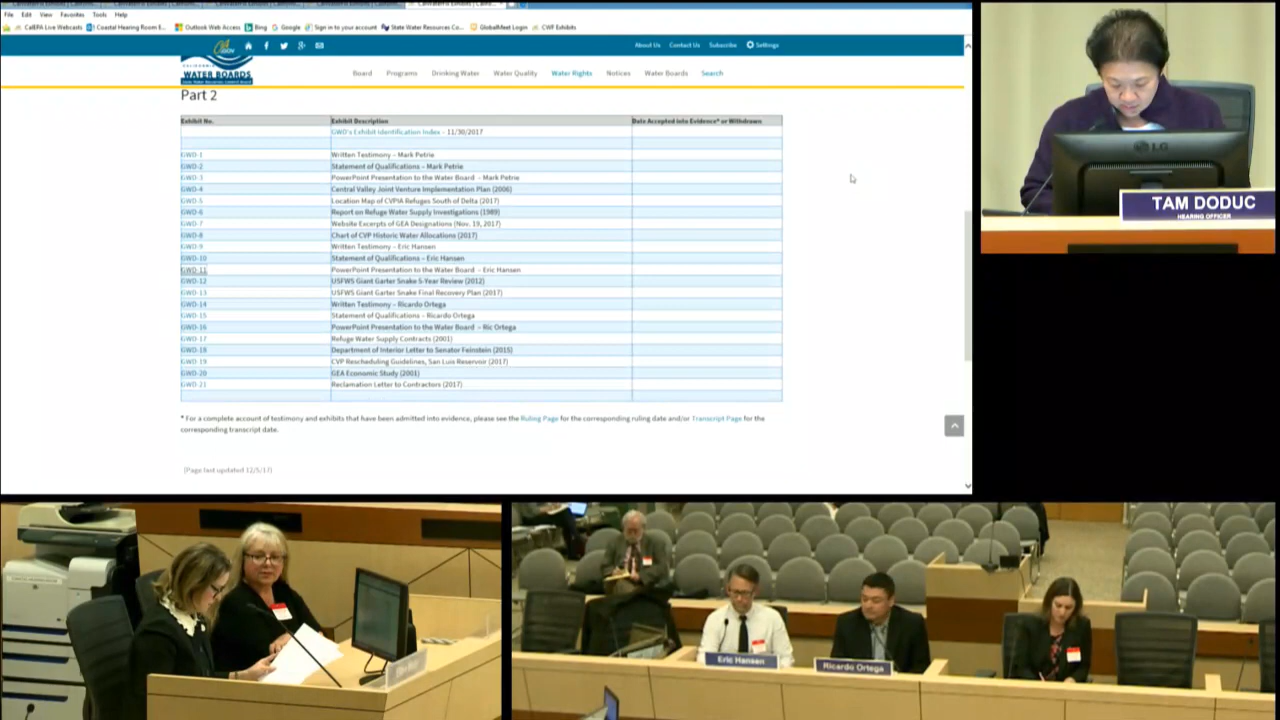 File Edit View Favorites Tools Help
CalEPA Live Webcasts Coastal Hearing Room E... Outlook Web Access Bing Google Sign in to your account State Water Resources Co... GlobalMeet Login CWF Exhibits
About Us Contact Us Subscribe Settings
CALIFORNIA
WATER BOARDS
Board Programs Drinking Water Water Quality Water Rights Notices Water Boards Search
Part 2
Exhibit No. Exhibit Description Date Accepted into Evidence* or Withdrawn
GWD's Exhibit Identification Index - 11/30/2017
GWD-1 Written Testimony – Mark Petrie
GWD-2 Statement of Qualifications – Mark Petrie
GWD-3 PowerPoint Presentation to the Water Board – Mark Petrie
GWD-4 Central Valley Joint Venture Implementation Plan (2006)
GWD-5 Location Map of CVPIA Refuges South of Delta (2017)
GWD-6 Report on Refuge Water Supply Investigations (1989)
GWD-7 Website Excerpts of GEA Designations (Nov. 19, 2017)
GWD-8 Chart of CVP Historic Water Allocations (2017)
GWD-9 Written Testimony – Eric Hansen
GWD-10 Statement of Qualifications – Eric Hansen
GWD-11 PowerPoint Presentation to the Water Board – Eric Hansen
GWD-12 USFWS Giant Garter Snake 5-Year Review (2012)
GWD-13 USFWS Giant Garter Snake Final Recovery Plan (2017)
GWD-14 Written Testimony – Ricardo Ortega
GWD-15 Statement of Qualifications – Ricardo Ortega
GWD-16 PowerPoint Presentation to the Water Board – Ric Ortega
GWD-17 Refuge Water Supply Contracts (2001)
GWD-18 Department of Interior Letter to Senator Feinstein (2015)
GWD-19 CVP Rescheduling Guidelines, San Luis Reservoir (2017)
GWD-20 GEA Economic Study (2001)
GWD-21 Reclamation Letter to Contractors (2017)
* For a complete account of testimony and exhibits that have been admitted into evidence, please see the Ruling Page for the corresponding ruling date and/or Transcript Page for the
corresponding transcript date.
(Page last updated 12/5/17)
LG
TAM DODUC
HEARING OFFICER
Eric Hansen
Ricardo Ortega